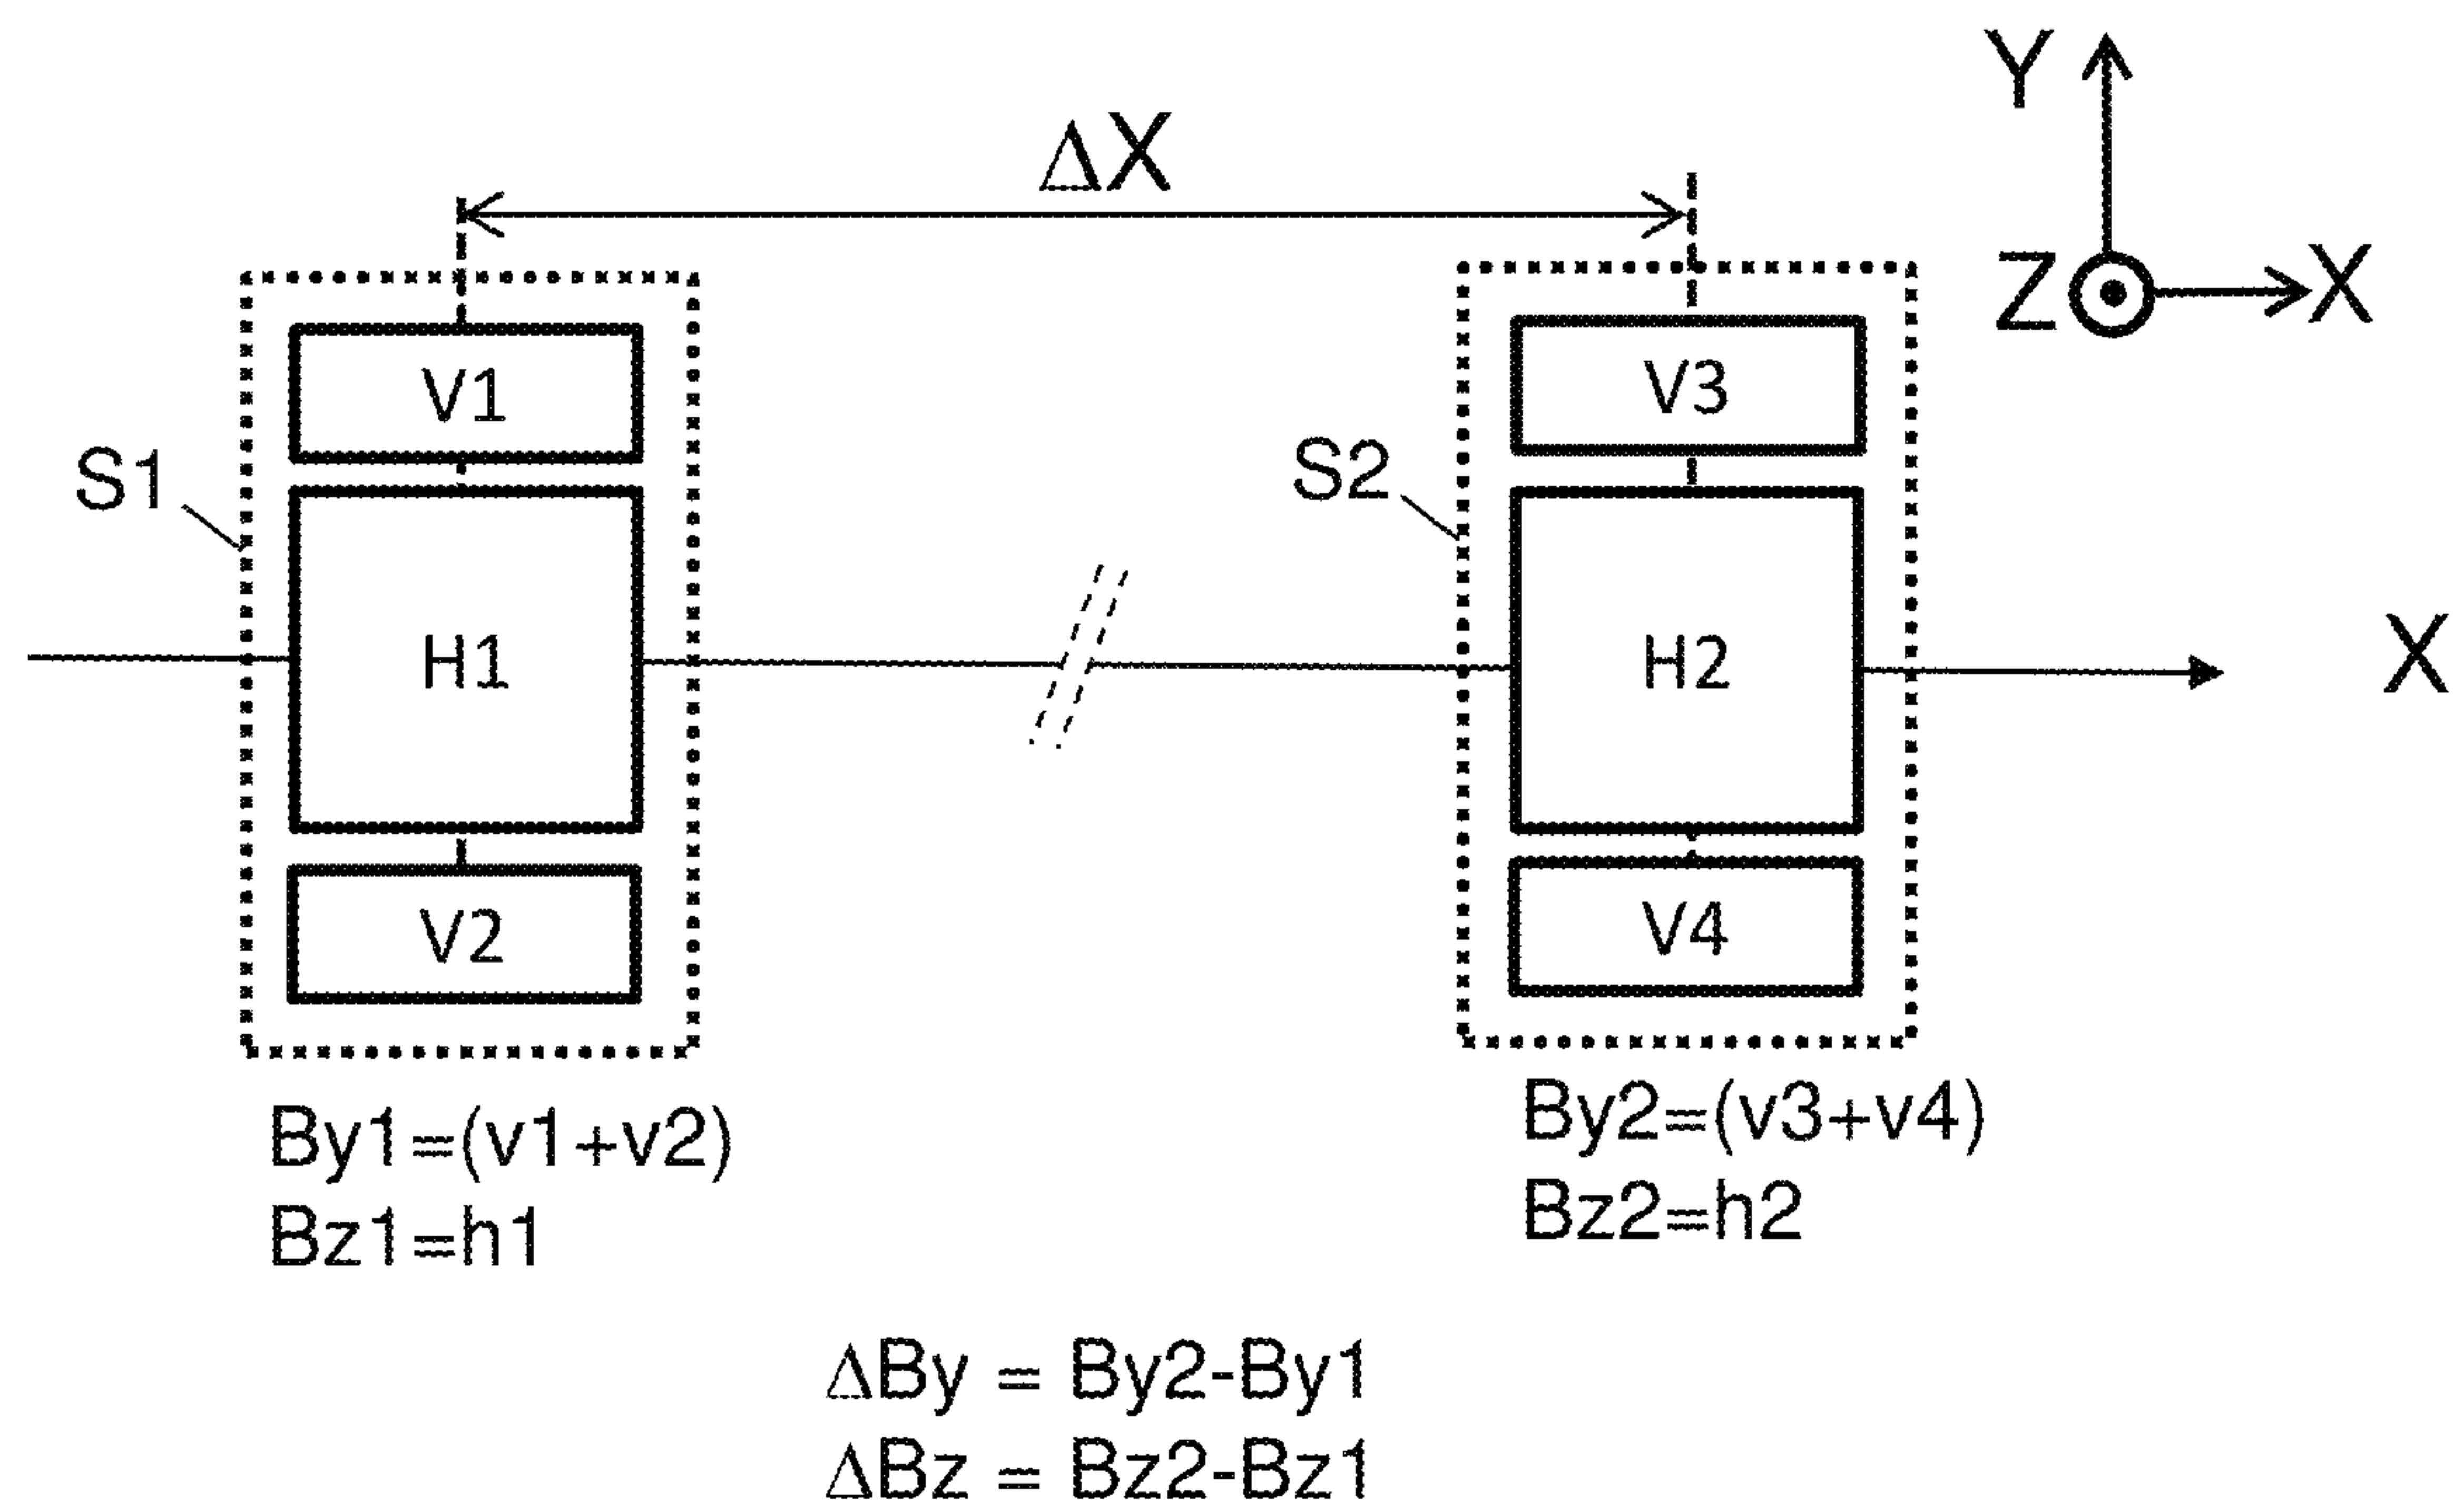 Y
ΔX
Z
X
V1
V3
S1
S2
H1
H2
X
V2
V4
By1=(v1+v2)
Bz1=h1
By2=(v3+v4)
Bz2=h2
ΔBy = By2-By1
ΔBz = Bz2-Bz1